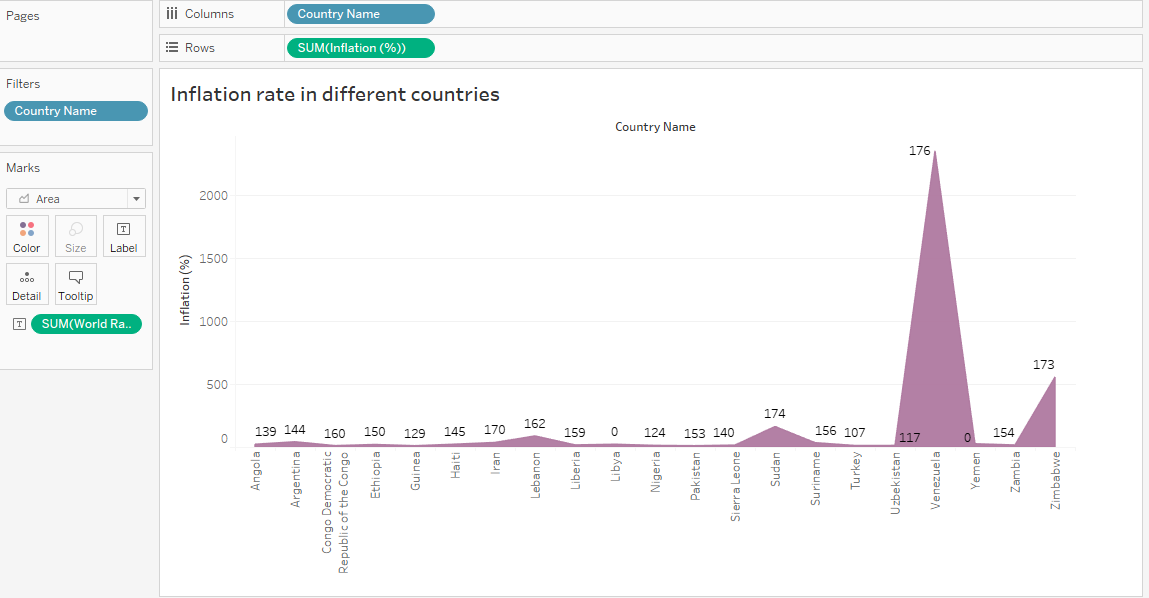 Pages
Columns
Country Name
Rows
SUM(Inflation (%))
Filters
Country Name
Marks
Area
Color
Size
Label
Detail
Tooltip
SUM(World Ra..
Inflation rate in different countries
Country Name
Inflation (%)
2000
1500
1000
500
0
139
144
160
150
129
145
170
162
159
0
124
153
140
174
156
107
117
176
0
154
173
Angola
Argentina
Congo Democratic
Republic of the Congo
Ethiopia
Guinea
Haiti
Iran
Lebanon
Liberia
Libya
Nigeria
Pakistan
Sierra Leone
Sudan
Suriname
Turkey
Uzbekistan
Venezuela
Yemen
Zambia
Zimbabwe